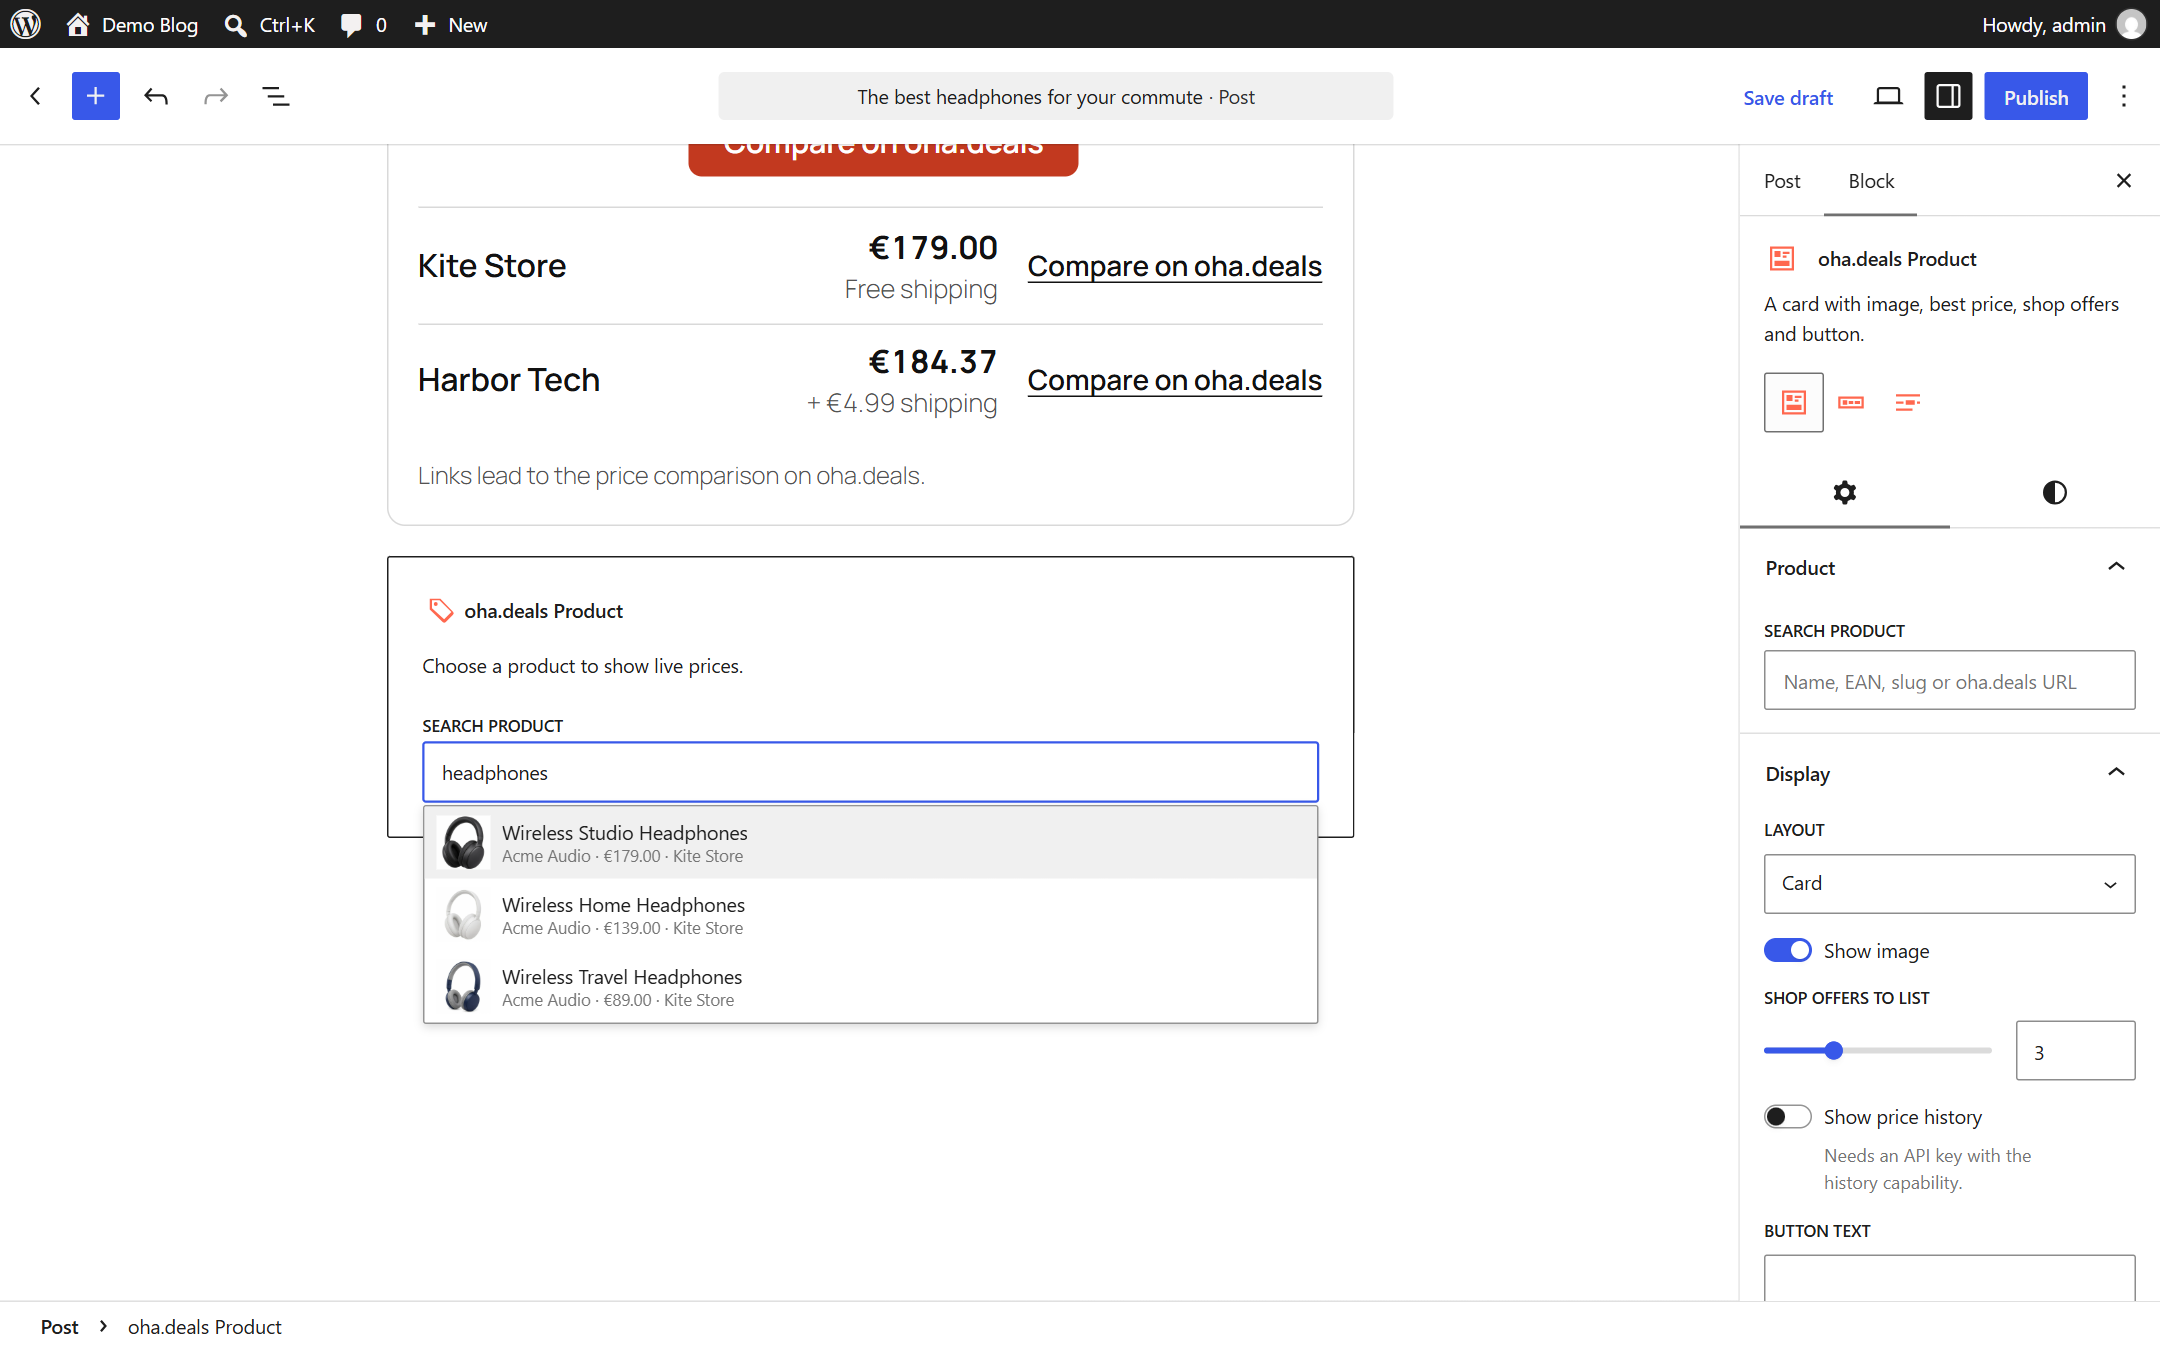 Demo Blog
Ctrl+K
0
New
Howdy, admin
The best headphones for your commute · Post
Save draft
Publish
Compare on oha.deals
Kite Store
€179.00
Free shipping
Compare on oha.deals
Harbor Tech
€184.37
+ €4.99 shipping
Compare on oha.deals
Links lead to the price comparison on oha.deals.
oha.deals Product
Choose a product to show live prices.
SEARCH PRODUCT
headphones
Wireless Studio Headphones
Acme Audio · €179.00 · Kite Store
Wireless Home Headphones
Acme Audio · €139.00 · Kite Store
Wireless Travel Headphones
Acme Audio · €89.00 · Kite Store
Post
Block
oha.deals Product
A card with image, best price, shop offers
and button.
Product
SEARCH PRODUCT
Name, EAN, slug or oha.deals URL
Display
LAYOUT
Card
Show image
SHOP OFFERS TO LIST
3
Show price history
Needs an API key with the
history capability.
BUTTON TEXT
Post
oha.deals Product